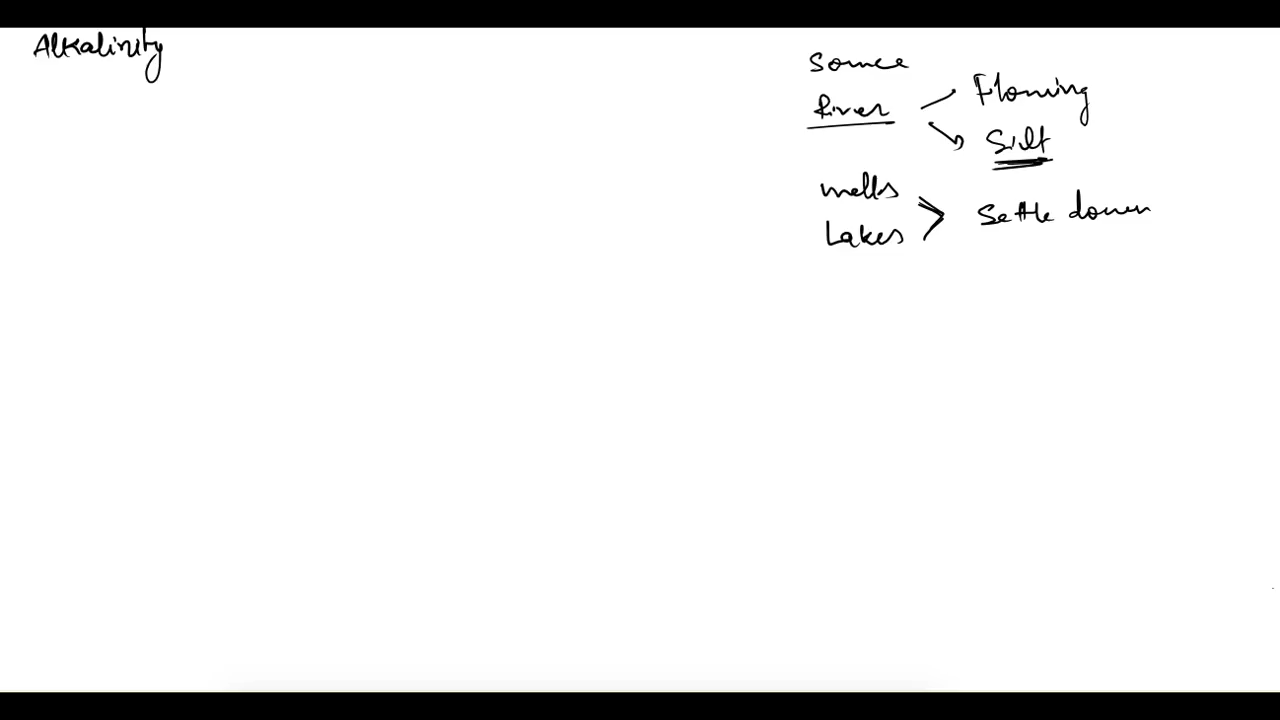 Alkalinity
Source
River
Flowing
Silt
wells
Lakes
Settle down